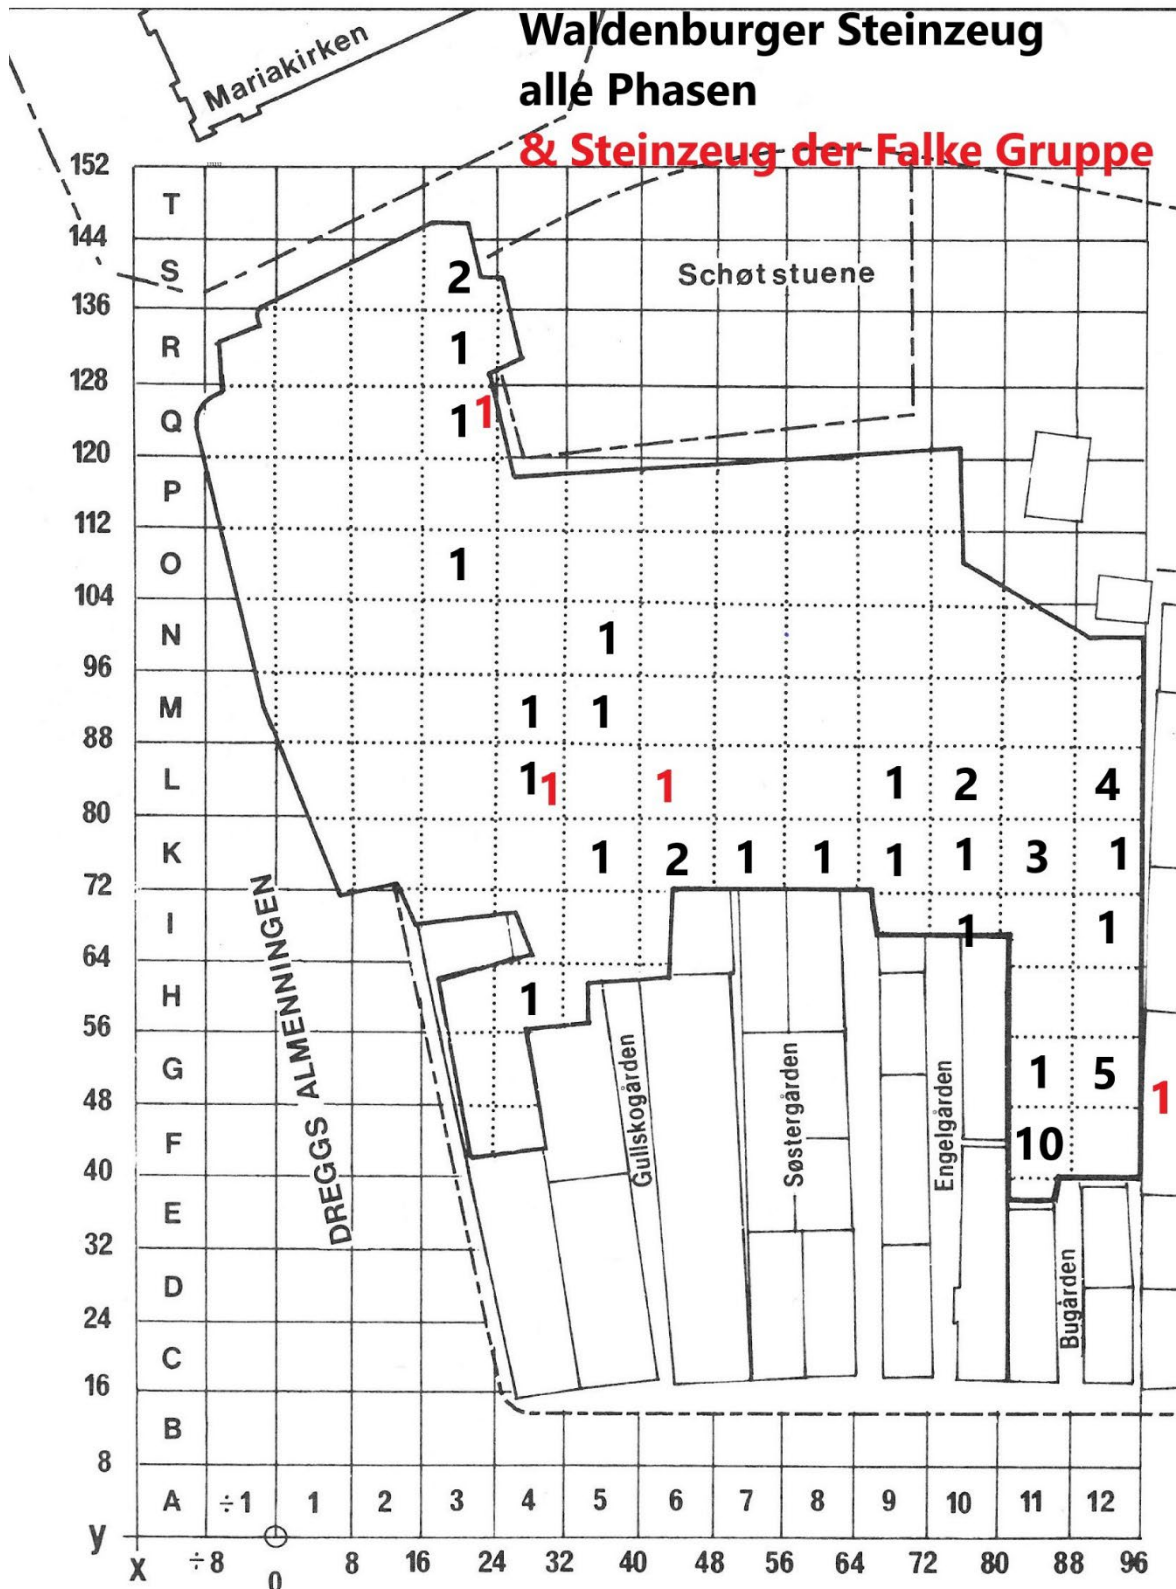 Waldenburger Steinzeug
alle Phasen
& Steinzeug der Falke Gruppe
Mariakirken
152
T
144
S
2
Schøtstuene
136
R
1
128
Q
1
1
120
P
112
O
1
104
N
1
96
M
1
1
88
L
1
1
1
1
2
4
80
K
1
2
1
1
1
1
3
1
72
I
1
1
64
H
1
56
G
1
5
1
48
F
10
40
E
32
D
24
C
16
B
8
DREGGS ALMENNINGEN
Gullskogården
Søstergården
Engelgården
Bugården
A ÷1 1 2 3 4 5 6 7 8 9 10 11 12
y
x ÷8 0 8 16 24 32 40 48 56 64 72 80 88 96